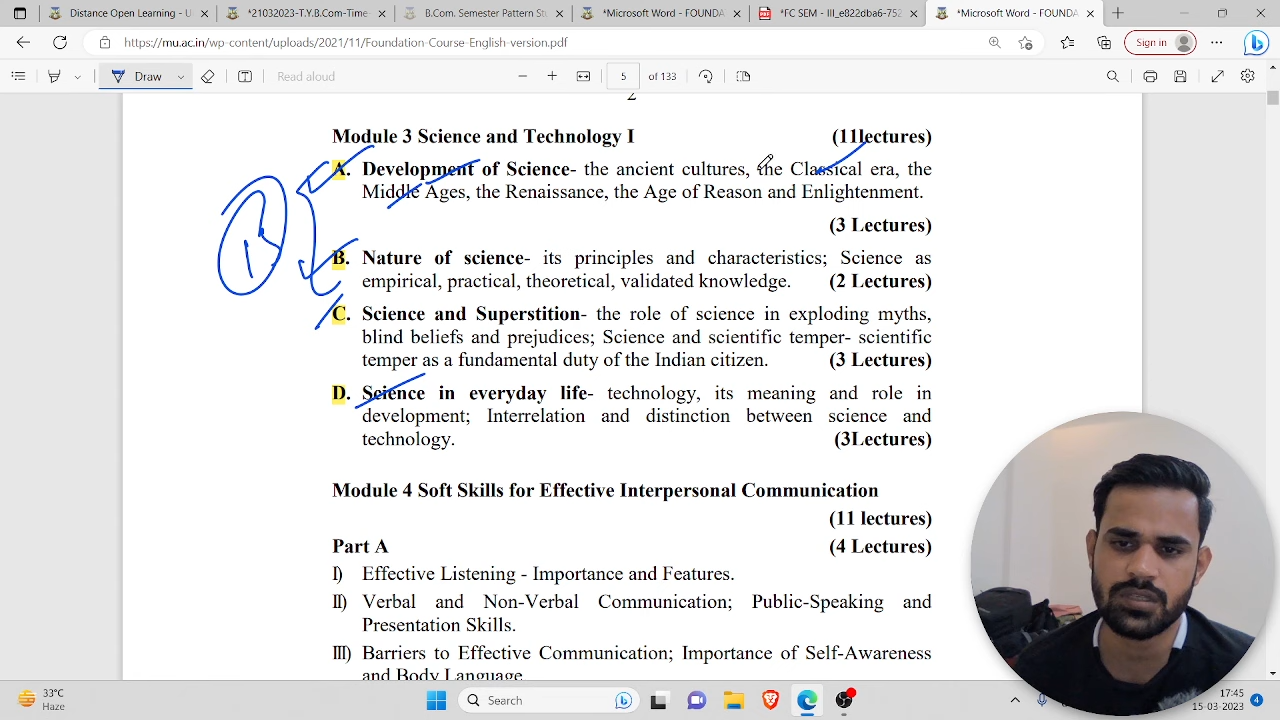 Distance Open Learning - U
*21032023-T.Y.B.Com-Time-
B.Com. Semester Pattern Stu
*Microsoft Word - FOUNDA
*FC SEM - III_e822dba6-752
*Microsoft Word - FOUNDA
https://mu.ac.in/wp-content/uploads/2021/11/Foundation-Course-English-version.pdf
Sign in
Draw
Read aloud
5 of 133
2
Module 3 Science and Technology I (11lectures)
A. Development of Science- the ancient cultures, the Classical era, the
Middle Ages, the Renaissance, the Age of Reason and Enlightenment.
(3 Lectures)
B. Nature of science- its principles and characteristics; Science as
empirical, practical, theoretical, validated knowledge. (2 Lectures)
C. Science and Superstition- the role of science in exploding myths,
blind beliefs and prejudices; Science and scientific temper- scientific
temper as a fundamental duty of the Indian citizen. (3 Lectures)
D. Science in everyday life- technology, its meaning and role in
development; Interrelation and distinction between science and
technology. (3Lectures)
Module 4 Soft Skills for Effective Interpersonal Communication
(11 lectures)
Part A (4 Lectures)
I) Effective Listening - Importance and Features.
II) Verbal and Non-Verbal Communication; Public-Speaking and
Presentation Skills.
III) Barriers to Effective Communication; Importance of Self-Awareness
and Body Language
33°C
Haze
Search
17:45
15-03-2023
4